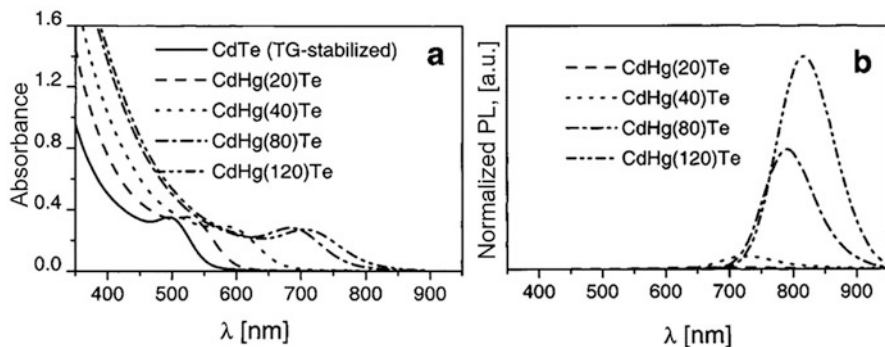 1.6
1.2
0.8
0.4
0.0
Absorbance
a
CdTe (TG-stabilized)
CdHg(20)Te
CdHg(40)Te
CdHg(80)Te
CdHg(120)Te
400 500 600 700 800 900
λ [nm]
Normalized PL, [a.u.]
b
CdHg(20)Te
CdHg(40)Te
CdHg(80)Te
CdHg(120)Te
400 500 600 700 800 900
λ [nm]